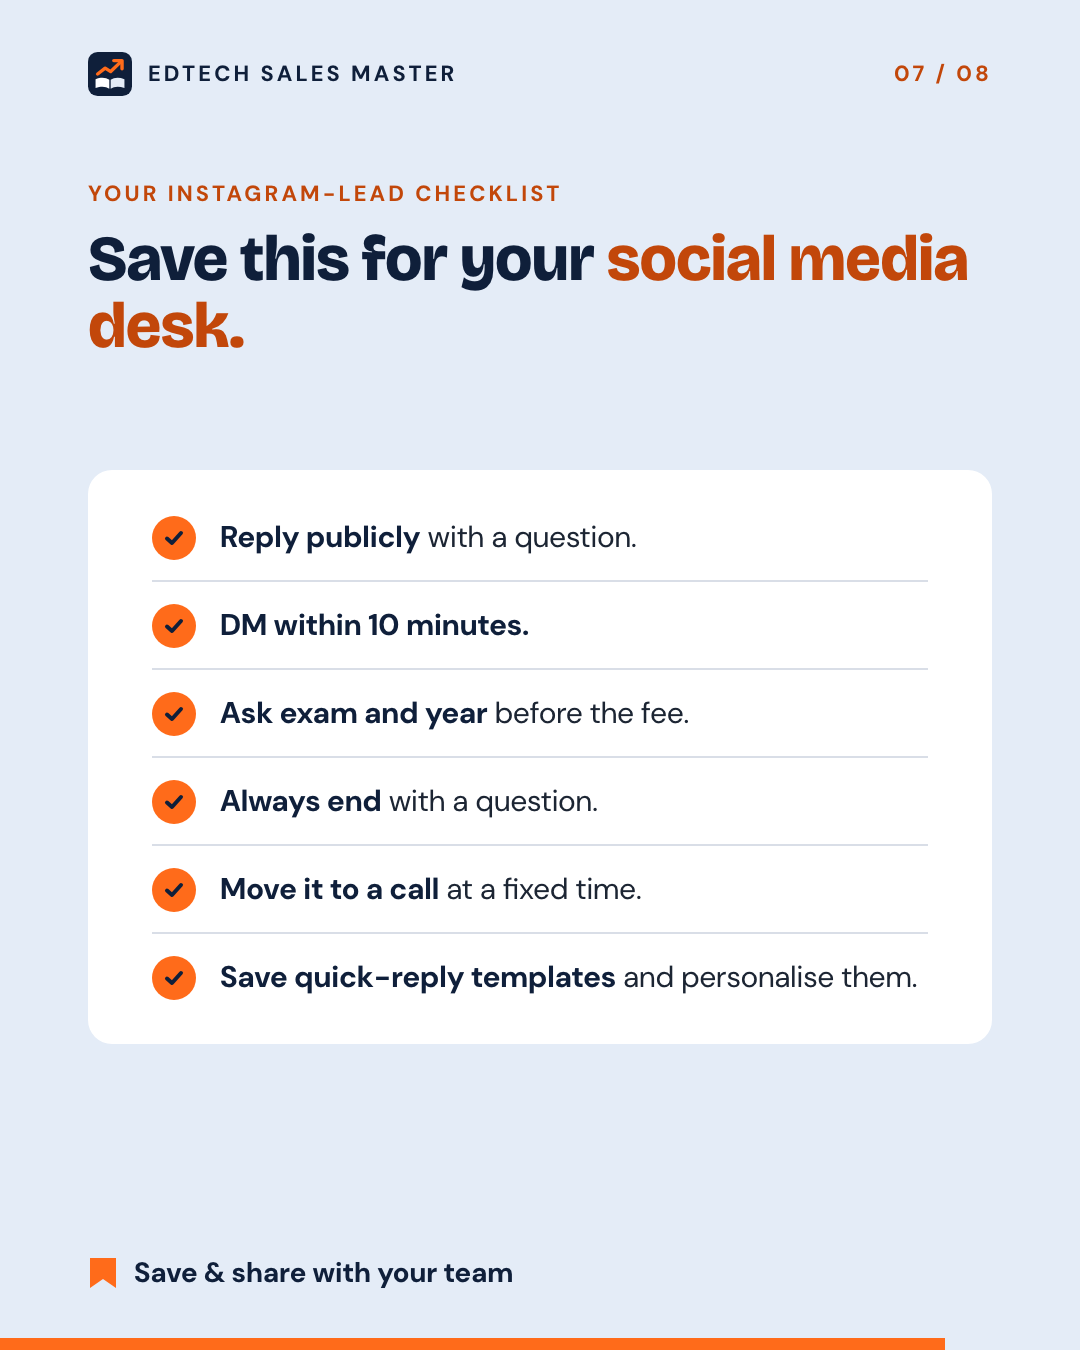 EDTECH SALES MASTER
07 / 08
YOUR INSTAGRAM-LEAD CHECKLIST
Save this for your social media
desk.
Reply publicly with a question.
DM within 10 minutes.
Ask exam and year before the fee.
Always end with a question.
Move it to a call at a fixed time.
Save quick-reply templates and personalise them.
Save & share with your team